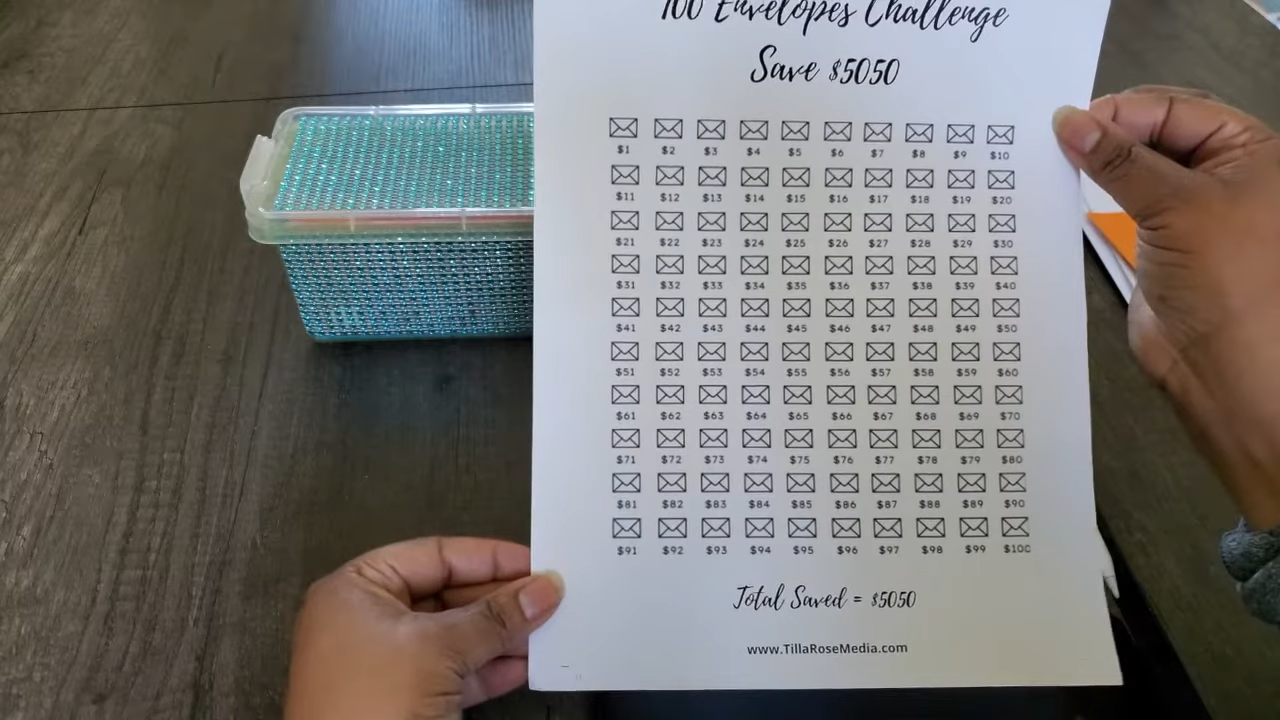 100 Envelopes Challenge
Save $5050
$1 $2 $3 $4 $5 $6 $7 $8 $9 $10
$11 $12 $13 $14 $15 $16 $17 $18 $19 $20
$21 $22 $23 $24 $25 $26 $27 $28 $29 $30
$31 $32 $33 $34 $35 $36 $37 $38 $39 $40
$41 $42 $43 $44 $45 $46 $47 $48 $49 $50
$51 $52 $53 $54 $55 $56 $57 $58 $59 $60
$61 $62 $63 $64 $65 $66 $67 $68 $69 $70
$71 $72 $73 $74 $75 $76 $77 $78 $79 $80
$81 $82 $83 $84 $85 $86 $87 $88 $89 $90
$91 $92 $93 $94 $95 $96 $97 $98 $99 $100
Total Saved = $5050
www.TillaRoseMedia.com